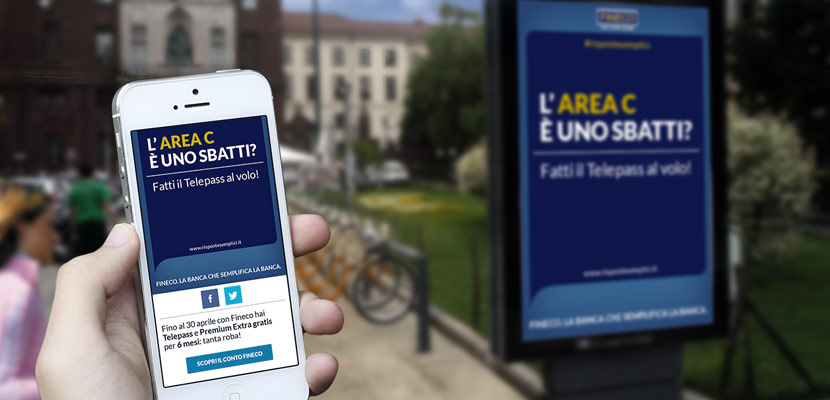 L' AREA C
È UNO SBATTI?
Fatti il Telepass al volo!
www.rispostesemplici.it
FINECO. LA BANCA CHE SEMPLIFICA LA BANCA.
f
Fino al 30 aprile con Fineco hai
Telepass e Premium Extra gratis
per 6 mesi: tanta roba!
SCOPRI IL CONTO FINECO
FINECO
#rispostesemplici
L' AREA C
È UNO SBATTI?
Fatti il Telepass al volo!
www.rispostesemplici.it
FINECO. LA BANCA CHE SEMPLIFICA LA BANCA.